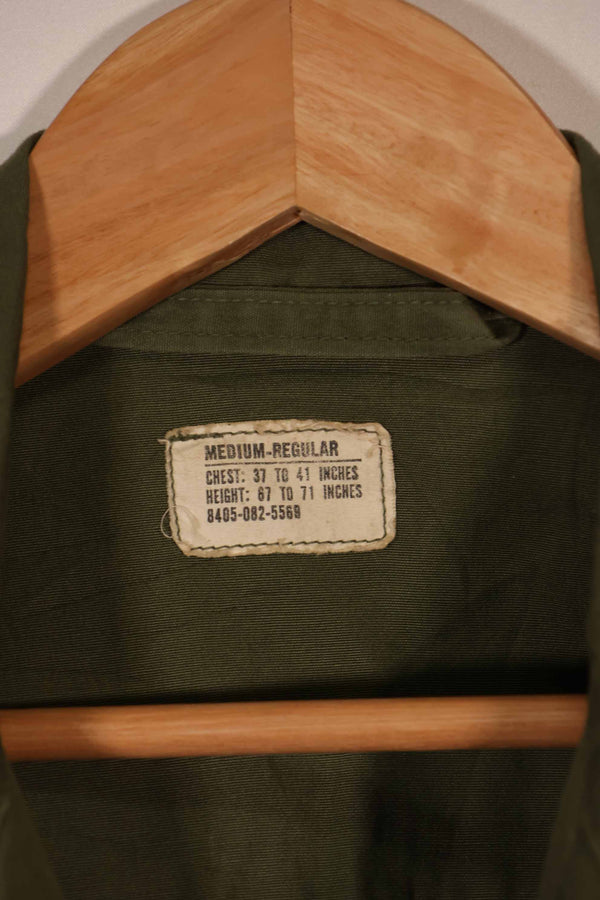 MEDIUM-REGULAR
CHEST: 37 TO 41 INCHES
HEIGHT: 67 TO 71 INCHES
8405-082-5569